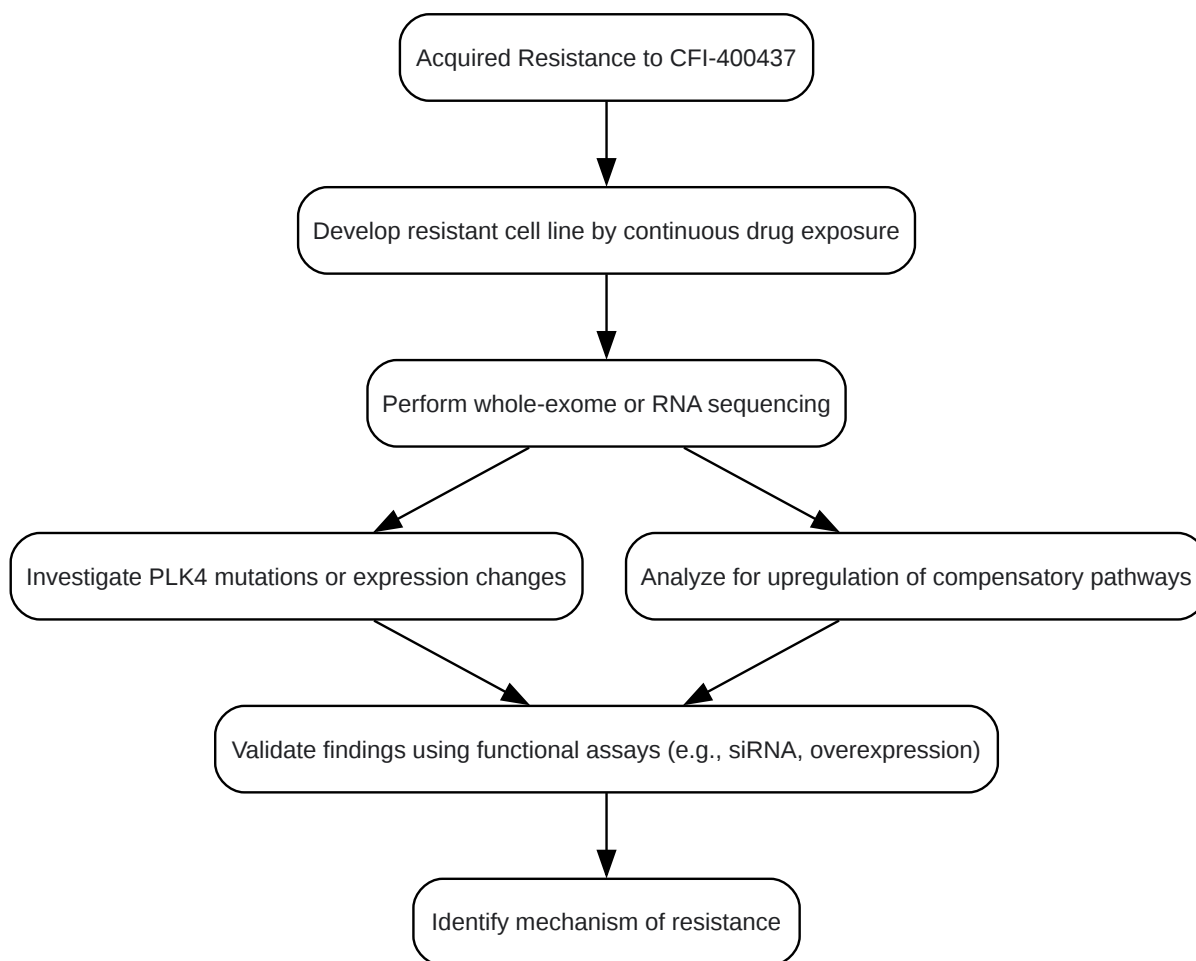 Acquired Resistance to CFI-400437
Develop resistant cell line by continuous drug exposure
Perform whole-exome or RNA sequencing
Investigate PLK4 mutations or expression changes
Analyze for upregulation of compensatory pathways
Validate findings using functional assays (e.g., siRNA, overexpression)
Identify mechanism of resistance